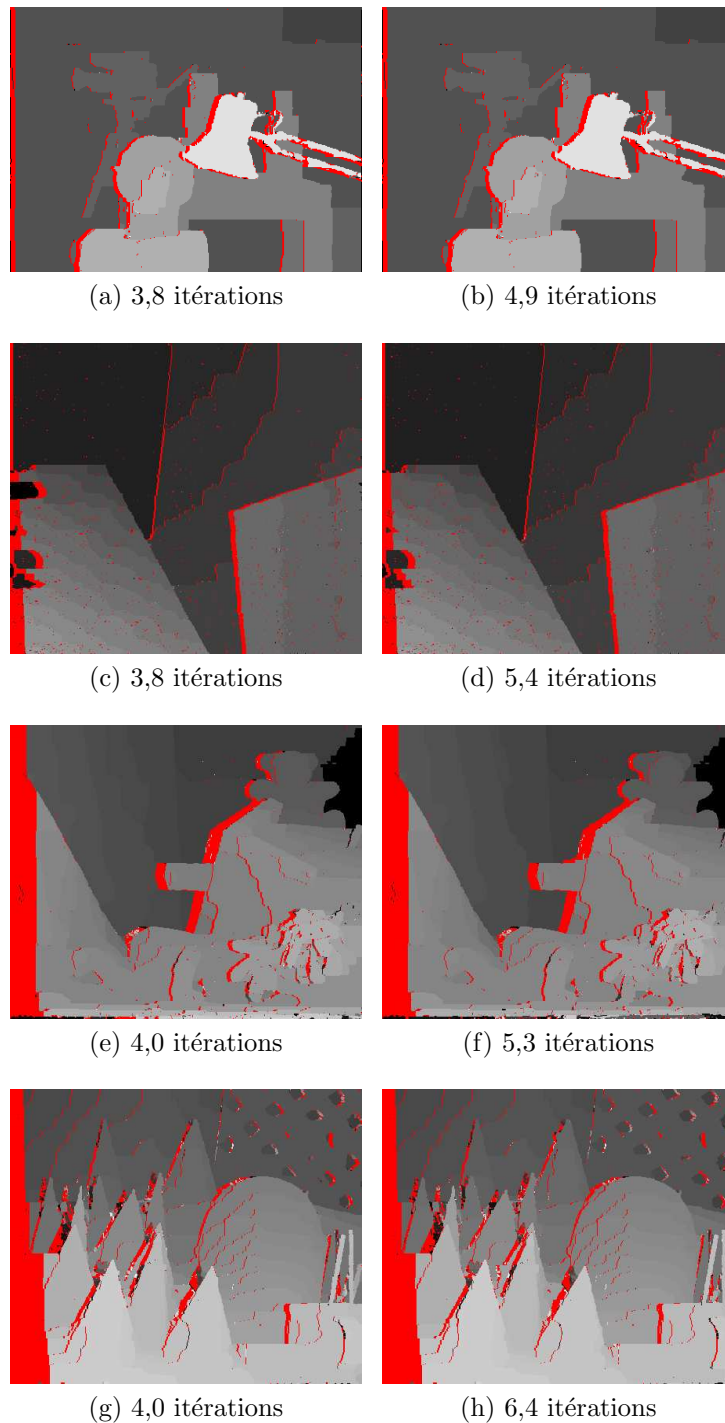 (a) 3,8 itérations
(b) 4,9 itérations
(c) 3,8 itérations
(d) 5,4 itérations
(e) 4,0 itérations
(f) 5,3 itérations
(g) 4,0 itérations
(h) 6,4 itérations